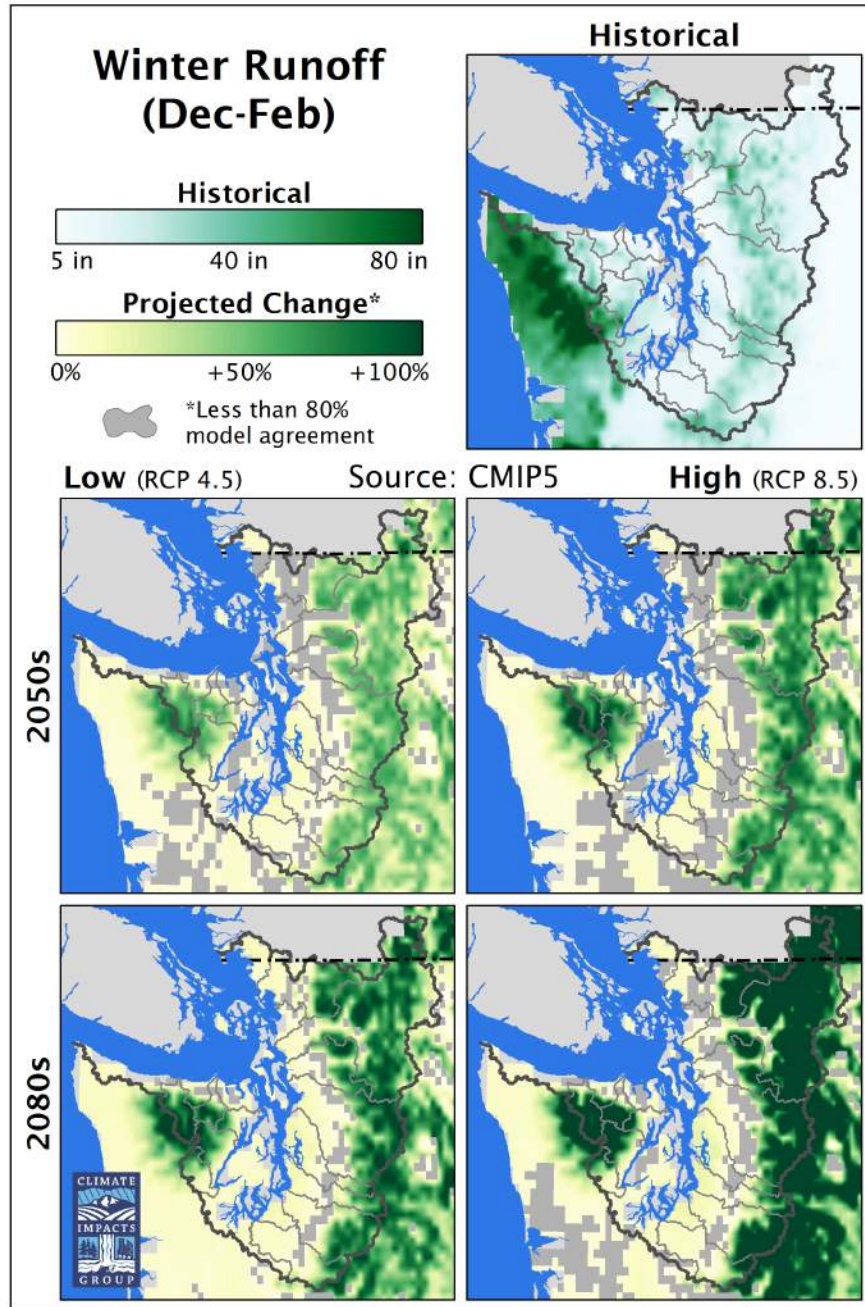 Winter Runoff
(Dec-Feb)
Historical
Historical
5 in 40 in 80 in
Projected Change*
0% +50% +100%
*Less than 80%
model agreement
Low (RCP 4.5) Source: CMIP5 High (RCP 8.5)
2050s
2080s
CLIMATE
IMPACTS
GROUP